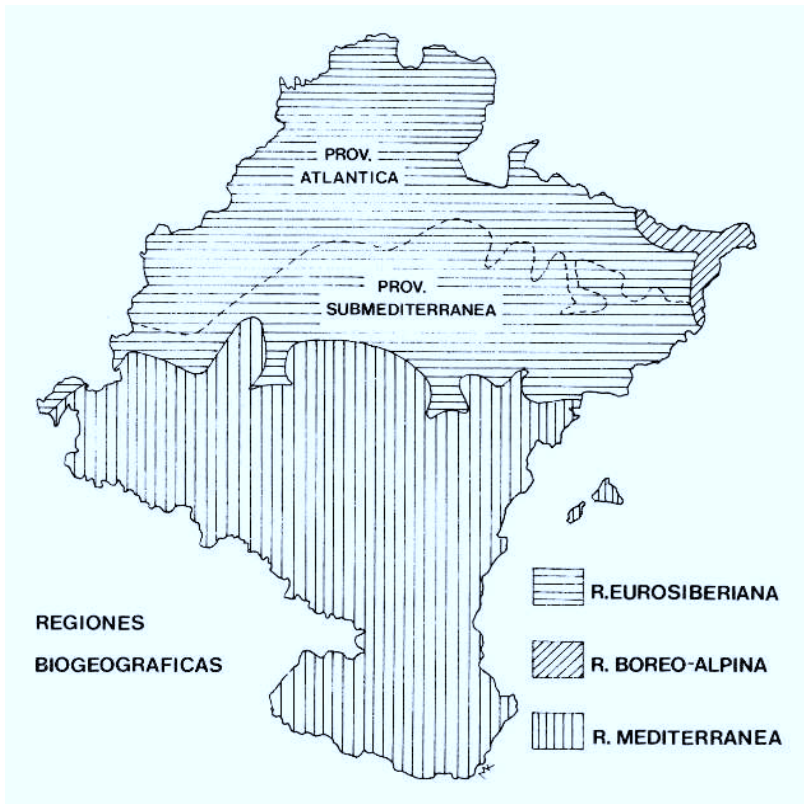 PROV.
ATLANTICA
PROV.
SUBMEDITERRANEA
REGIONES
BIOGEOGRAFICAS
R.EUROSIBERIANA
R. BOREO-ALPINA
R. MEDITERRANEA